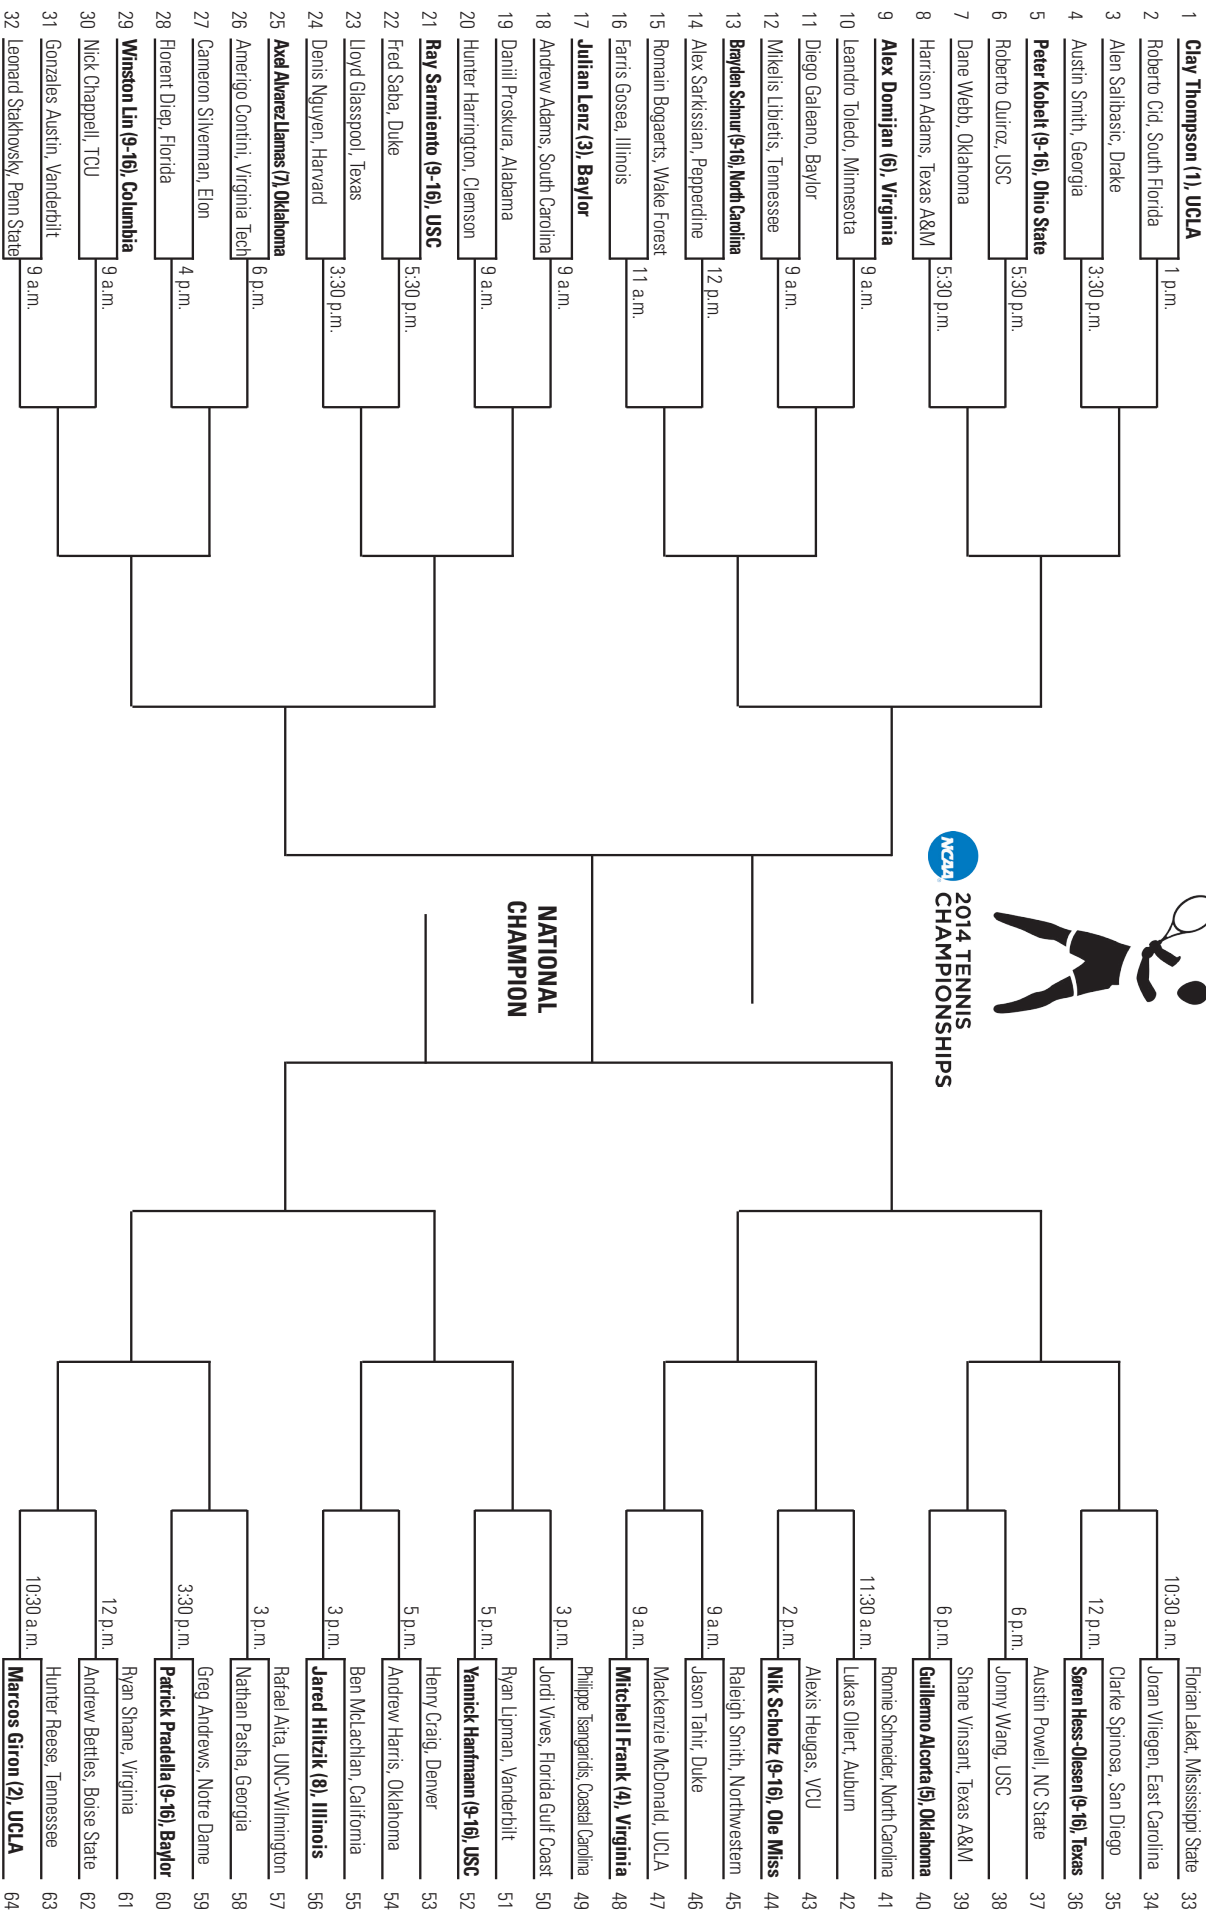 1 Clay Thompson (1), UCLA
1 p.m.
2 Roberto Cid, South Florida
3 Alen Salibasic, Drake
3:30 p.m.
4 Austin Smith, Georgia
5 Peter Kobelt (9-16), Ohio State
5:30 p.m.
6 Roberto Quiroz, USC
7 Dane Webb, Oklahoma
5:30 p.m.
8 Harrison Adams, Texas A&M
9 Alex Domijan (6), Virginia
9 a.m.
10 Leandro Toledo, Minnesota
11 Diego Galeano, Baylor
9 a.m.
12 Mikelis Libietis, Tennessee
13 Brayden Schnur (9-16), North Carolina
12 p.m.
14 Alex Sarkissian, Pepperdine
15 Romain Bogaerts, Wake Forest
11 a.m.
16 Farris Gosea, Illinois
17 Julian Lenz (3), Baylor
9 a.m.
18 Andrew Adams, South Carolina
19 Daniil Proskura, Alabama
9 a.m.
20 Hunter Harrington, Clemson
21 Ray Sarmiento (9-16), USC
5:30 p.m.
22 Fred Saba, Duke
23 Lloyd Glasspool, Texas
3:30 p.m.
24 Denis Nguyen, Harvard
25 Axel Alvarez Llamas (7), Oklahoma
6 p.m.
26 Amerigo Contini, Virginia Tech
27 Cameron Silverman, Elon
4 p.m.
28 Florent Diep, Florida
29 Winston Lin (9-16), Columbia
9 a.m.
30 Nick Chappell, TCU
31 Gonzales Austin, Vanderbilt
9 a.m.
32 Leonard Stakhovsky, Penn State
NCAA
2014 TENNIS
CHAMPIONSHIPS
NATIONAL
CHAMPION
Florian Lakat, Mississippi State 33
10:30 a.m.
Joran Vliegen, East Carolina 34
Clarke Spinosa, San Diego 35
12 p.m.
Søren Hess-Olesen (9-16), Texas 36
Austin Powell, NC State 37
6 p.m.
Jonny Wang, USC 38
Shane Vinsant, Texas A&M 39
6 p.m.
Guillermo Alcorta (5), Oklahoma 40
Ronnie Schneider, North Carolina 41
11:30 a.m.
Lukas Ollert, Auburn 42
Alexis Heugas, VCU 43
2 p.m.
Nik Scholtz (9-16), Ole Miss 44
Raleigh Smith, Northwestern 45
9 a.m.
Jason Tahir, Duke 46
Mackenzie McDonald, UCLA 47
9 a.m.
Mitchell Frank (4), Virginia 48
Philippe Tsangaridis, Coastal Carolina 49
3 p.m.
Jordi Vives, Florida Gulf Coast 50
Ryan Lipman, Vanderbilt 51
5 p.m.
Yannick Hanfmann (9-16), USC 52
Henry Craig, Denver 53
5 p.m.
Andrew Harris, Oklahoma 54
Ben McLachlan, California 55
3 p.m.
Jared Hiltzik (8), Illinois 56
Rafael Aita, UNC-Wilmington 57
3 p.m.
Nathan Pasha, Georgia 58
Greg Andrews, Notre Dame 59
3:30 p.m.
Patrick Pradella (9-16), Baylor 60
Ryan Shane, Virginia 61
12 p.m.
Andrew Bettles, Boise State 62
Hunter Reese, Tennessee 63
10:30 a.m.
Marcos Giron (2), UCLA 64